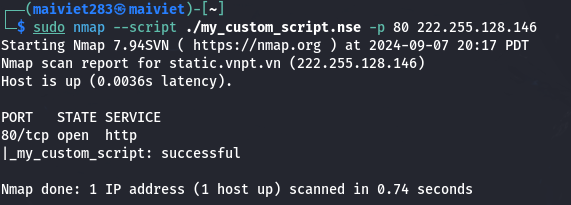 ┌──(maiviet283㉿maiviet)-[~]
└─$ sudo nmap --script ./my_custom_script.nse -p 80 222.255.128.146
Starting Nmap 7.94SVN ( https://nmap.org ) at 2024-09-07 20:17 PDT
Nmap scan report for static.vnpt.vn (222.255.128.146)
Host is up (0.0036s latency).
PORT   STATE SERVICE
80/tcp open  http
|_my_custom_script: successful
Nmap done: 1 IP address (1 host up) scanned in 0.74 seconds